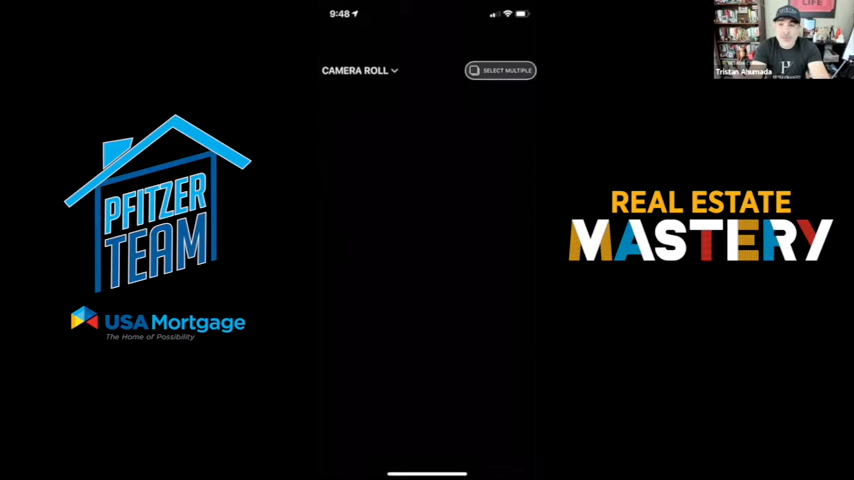 9:48
CAMERA ROLL
SELECT MULTIPLE
LIFE
Tristan Ahumada
PFITZER
TEAM
USA Mortgage
The Home of Possibility
REAL ESTATE
MASTERY